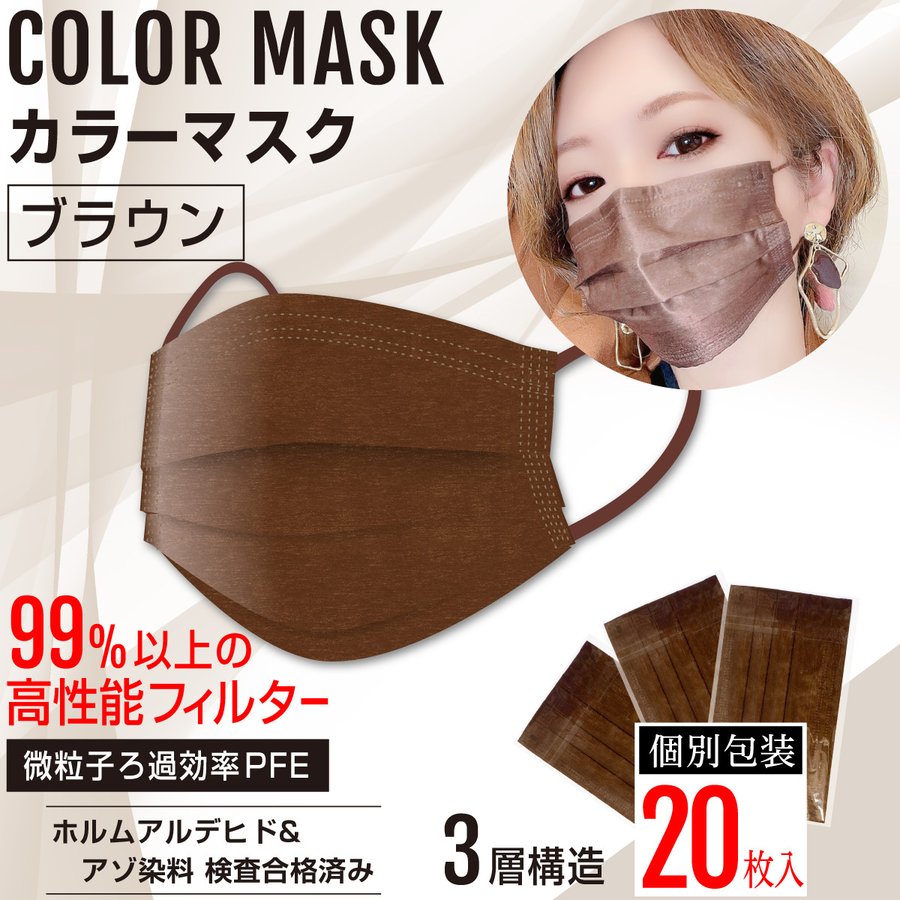 COLOR MASK
カラーマスク
ブラウン
99%以上の
高性能フィルター
微粒子ろ過効率PFE
ホルムアルデヒド&
アゾ染料 検査合格済み
3層構造
個別包装
20枚入